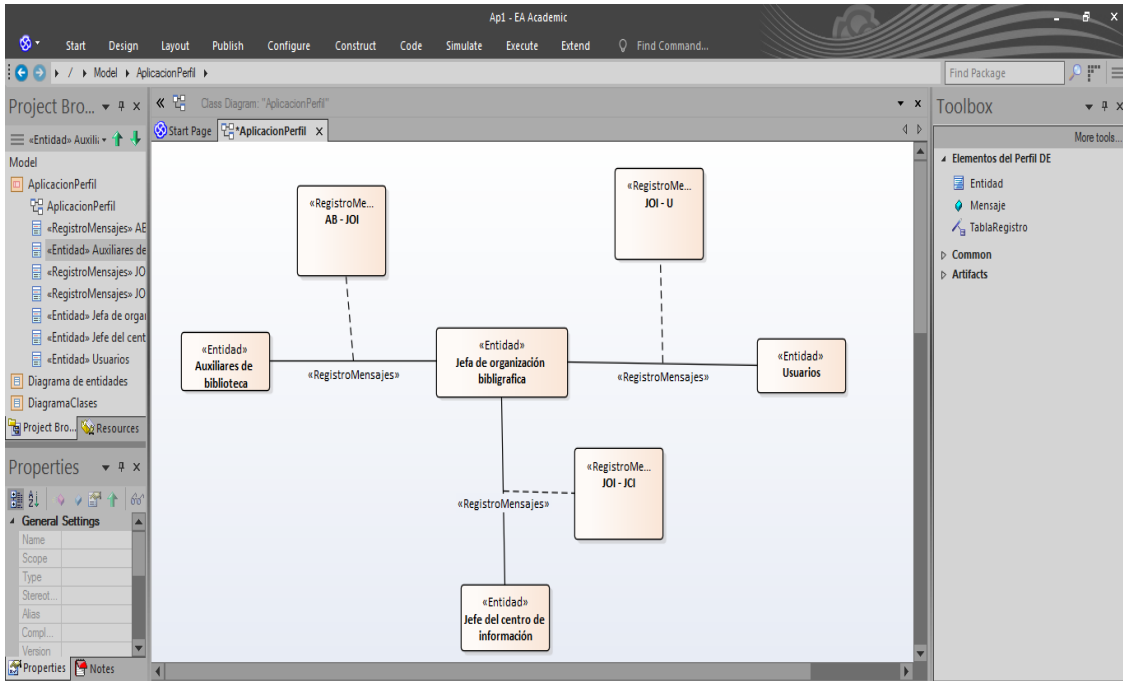 Ap1 - EA Academic
Start Design Layout Publish Configure Construct Code Simulate Execute Extend Find Command...
/ Model AplicacionPerfil
Find Package
Project Bro...
Class Diagram: "AplicacionPerfil"
Toolbox
«Entidad» Auxili
Start Page *AplicacionPerfil x
More tools...
Model
AplicacionPerfil
AplicacionPerfil
«RegistroMensajes» AB
«Entidad» Auxiliares de
«RegistroMensajes» JO
«RegistroMensajes» JO
«Entidad» Jefa de orga
«Entidad» Jefe del cent
«Entidad» Usuarios
Diagrama de entidades
DiagramaClases
Project Bro... Resources
Properties
General Settings
Name
Scope
Type
Stereot...
Alias
Compl...
Version
Properties Notes
«RegistroMe...
AB - JOI
«RegistroMe...
JOI - U
«Entidad»
Auxiliares de
biblioteca
«RegistroMensajes»
«Entidad»
Jefa de organización
bibligrafica
«RegistroMensajes»
«Entidad»
Usuarios
«RegistroMe...
JOI - JCI
«RegistroMensajes»
«Entidad»
Jefe del centro de
información
Elementos del Perfil DE
Entidad
Mensaje
TablaRegistro
Common
Artifacts